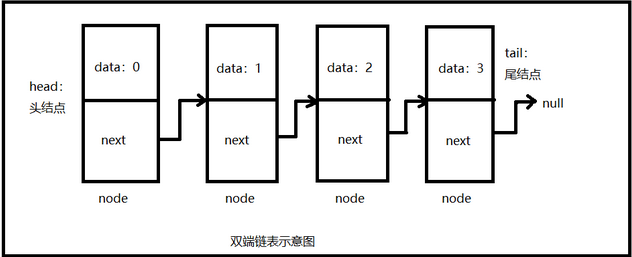 head:
头结点
data: 0
next
node
data: 1
next
node
data: 2
next
node
data: 3
next
node
tail:
尾结点
null
双端链表示意图